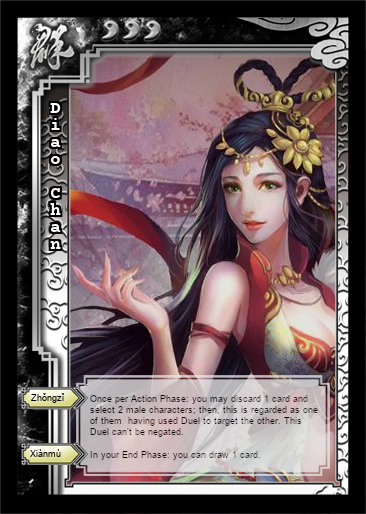 群
Diao Chan
Zhǒngzǐ
Once per Action Phase: you may discard 1 card and
select 2 male characters; then, this is regarded as one
of them having used Duel to target the other. This
Duel can't be negated.
Xiànmù
In your End Phase: you can draw 1 card.